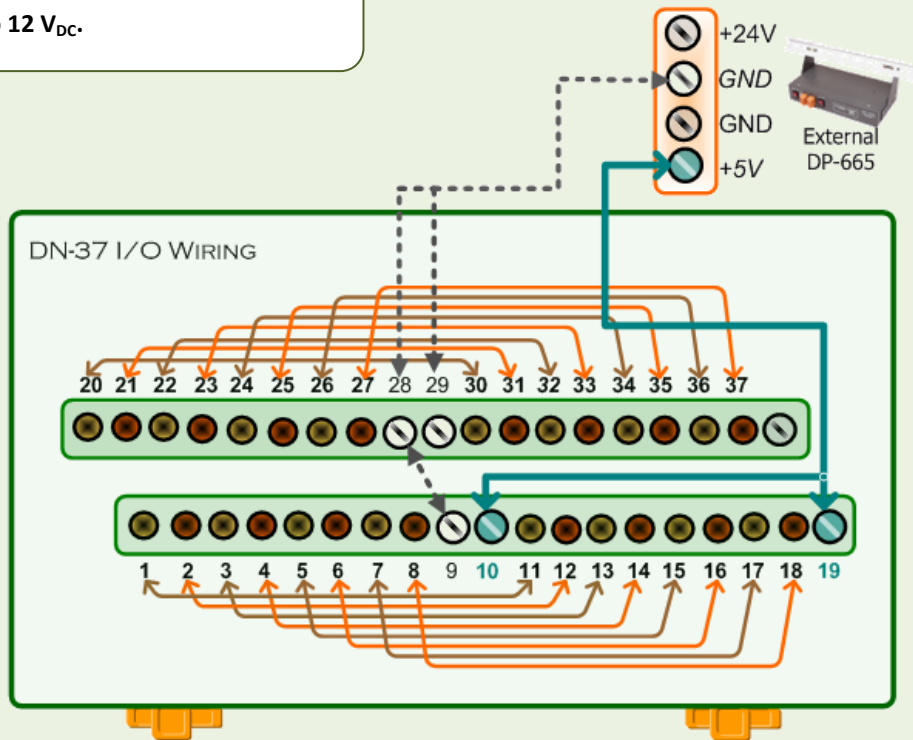 12 VDC.
+24V
GND
GND
+5V
External
DP-665
DN-37 I/O WIRING
20 21 22 23 24 25 26 27 28 29 30 31 32 33 34 35 36 37
1 2 3 4 5 6 7 8 9 10 11 12 13 14 15 16 17 18 19